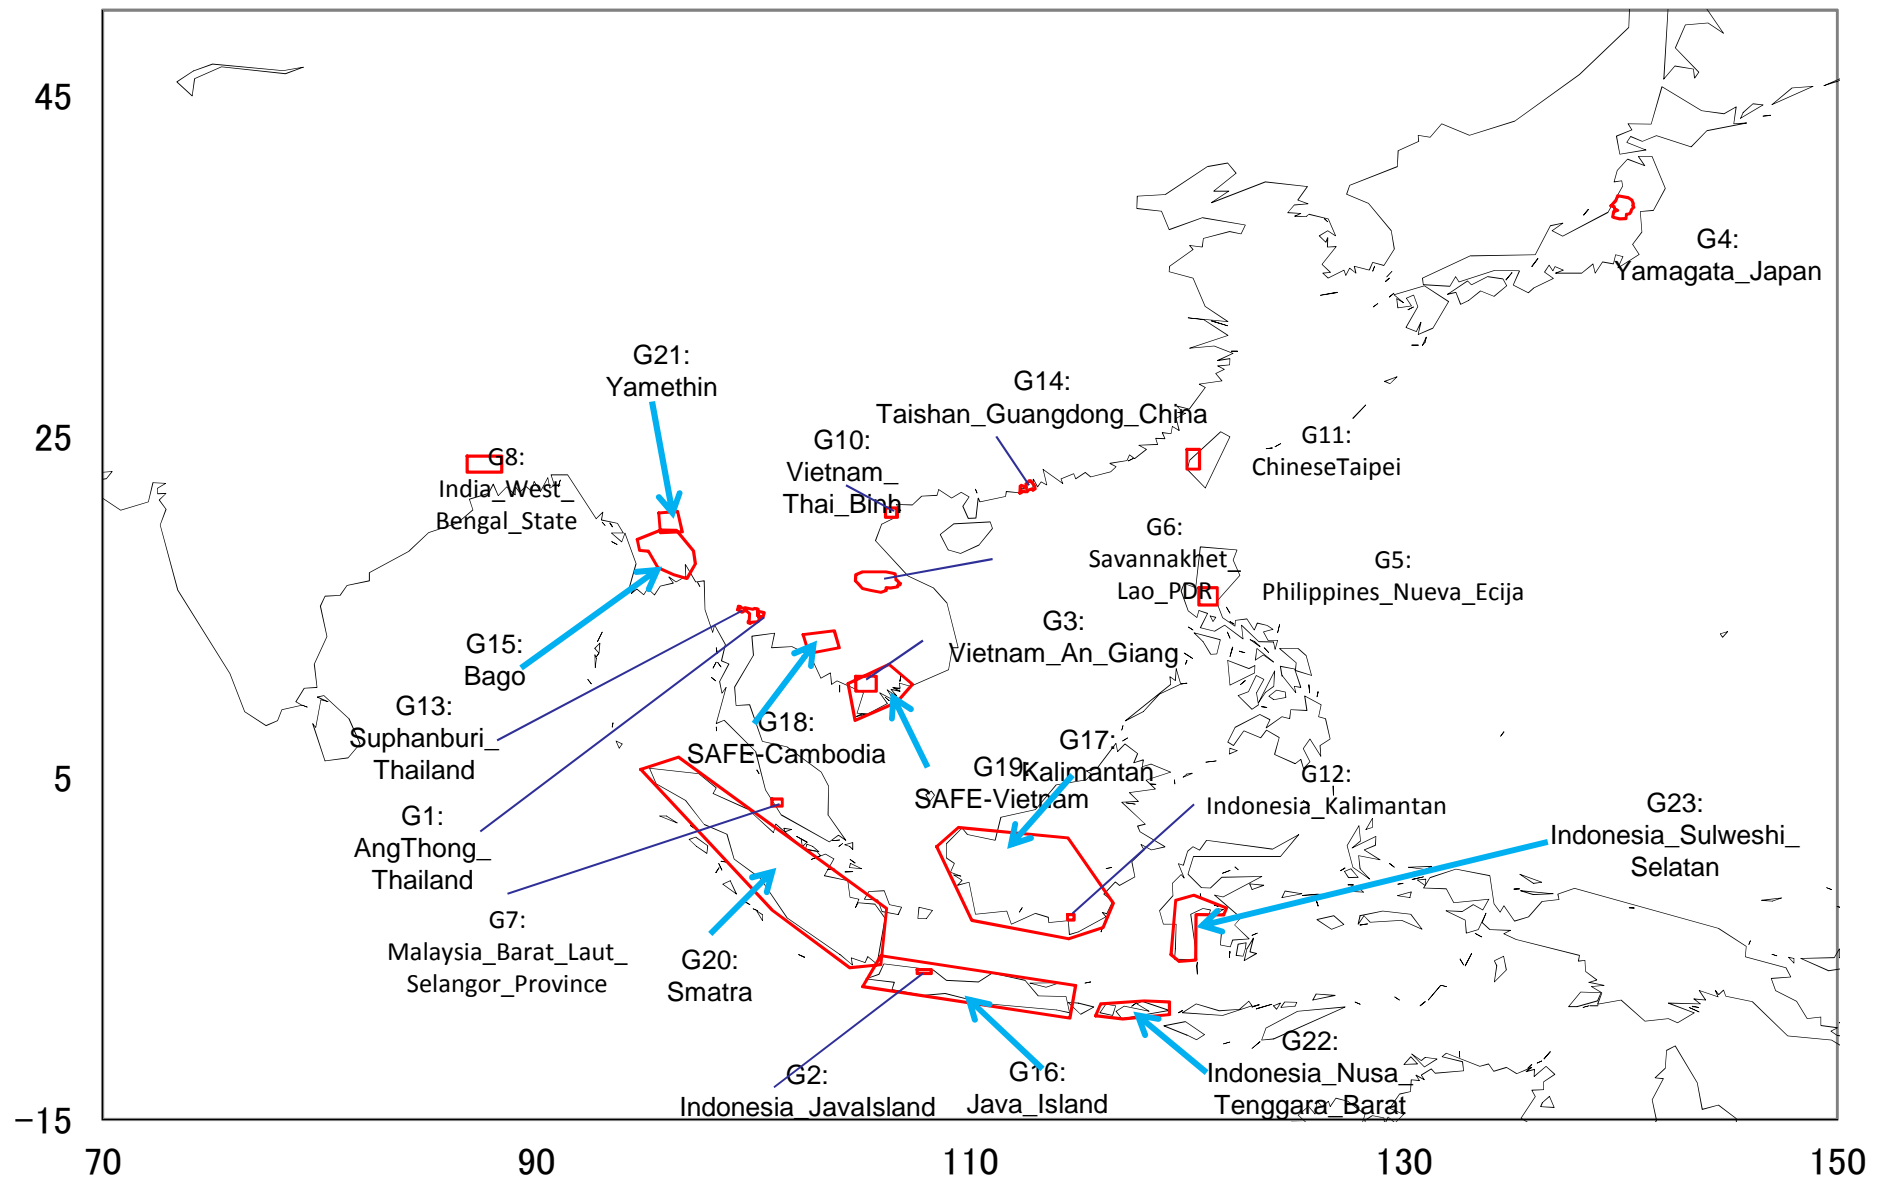 45
25
5
-15
70
90
110
130
150
G4:
Yamagata_Japan
G21:
Yamethin
G14:
Taishan_Guangdong_China
G10:
Vietnam_
Thai_Binh
G11:
ChineseTaipei
G8:
India_West_
Bengal_State
G6:
Savannakhet_
Lao_PDR
G5:
Philippines_Nueva_Ecija
G3:
Vietnam_An_Giang
G15:
Bago
G13:
Suphanburi_
Thailand
G18:
SAFE-Cambodia
G17:
Kalimantan
G19:
SAFE-Vietnam
G12:
Indonesia_Kalimantan
G23:
Indonesia_Sulweshi_
Selatan
G1:
AngThong_
Thailand
G7:
Malaysia_Barat_Laut_
Selangor_Province
G20:
Smatra
G2:
Indonesia_JavaIsland
G16:
Java_Island
G22:
Indonesia_Nusa_
Tenggara_Barat